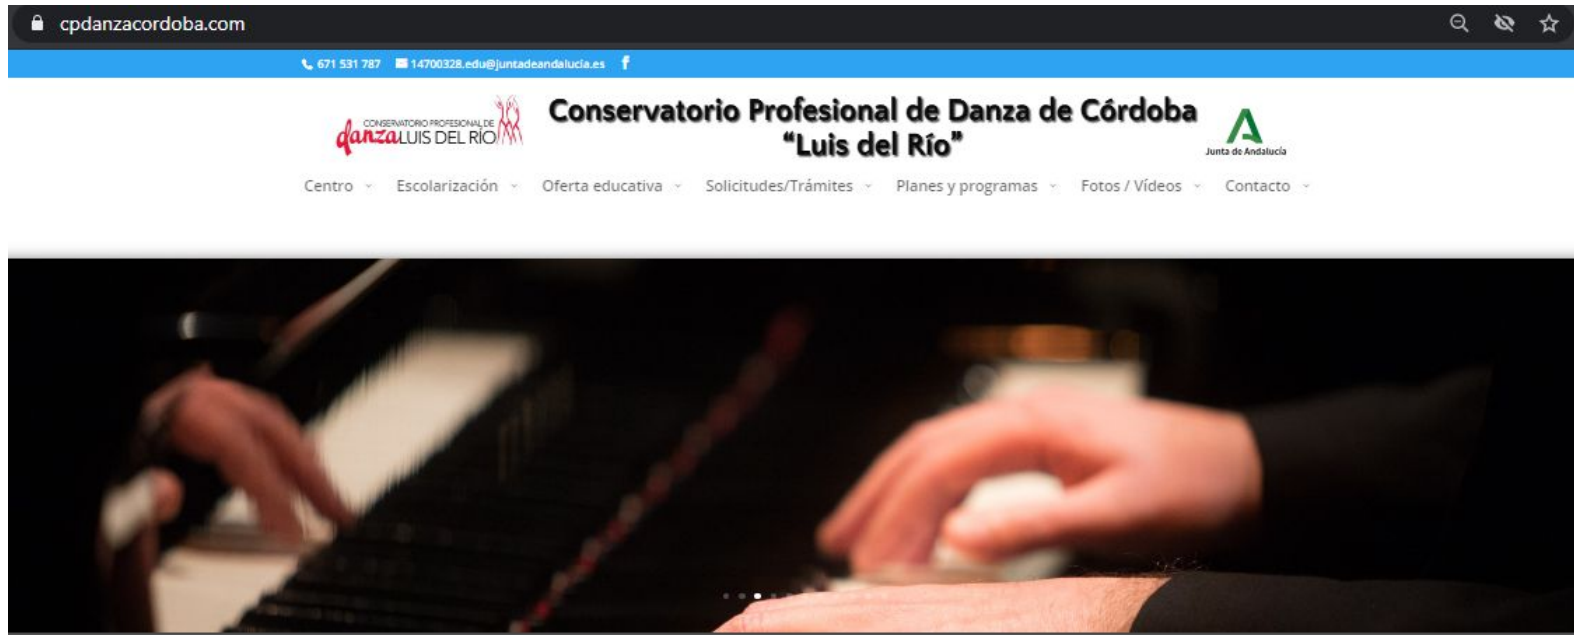 cpdanzacordoba.com
671 531 787 14700328.edu@juntadeandalucia.es f
CONSERVATORIO PROFESIONAL DE
danza LUIS DEL RÍO
Conservatorio Profesional de Danza de Córdoba
“Luis del Río”
Junta de Andalucía
Centro Escolarización Oferta educativa Solicitudes/Trámites Planes y programas Fotos / Vídeos Contacto